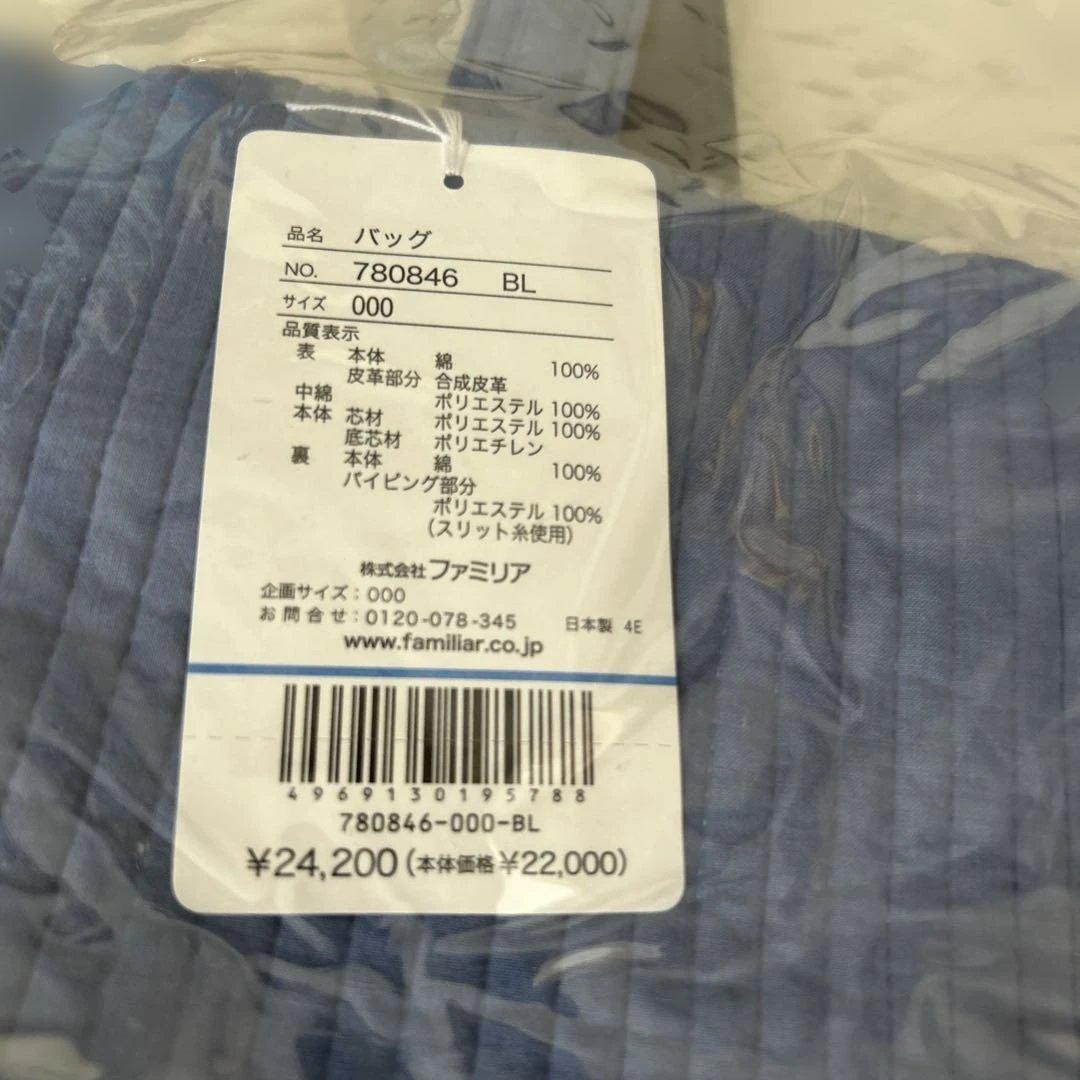 品名 バッグ
NO. 780846 BL
サイズ 000
品質表示
表 本体 綿 100%
皮革部分 合成皮革
中綿 ポリエステル 100%
本体 芯材 ポリエステル 100%
底芯材 ポリエチレン
裏 本体 綿 100%
パイピング部分
ポリエステル 100%
(スリット糸使用)
株式会社ファミリア
企画サイズ:000
お問合せ:0120-078-345 日本製 4E
www.familiar.co.jp
4969130195788
780846-000-BL
¥24,200(本体価格¥22,000)